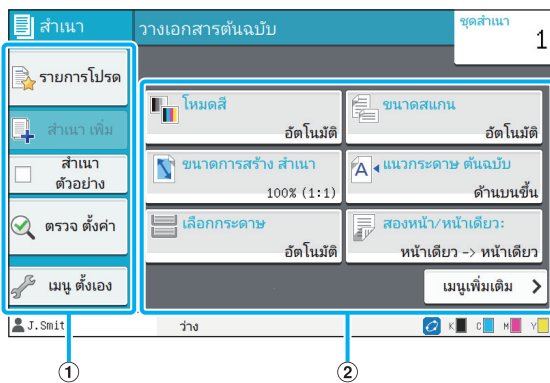 สำเนา
วางเอกสารต้นฉบับ
ชุดสำเนา
1
รายการโปรด
สำเนา เพิ่ม
สำเนา
ตัวอย่าง
ตรวจ ตั้งค่า
เมนู ตั้งเอง
โหมดสี
อัตโนมัติ
ขนาดสแกน
อัตโนมัติ
ขนาดการสร้าง สำเนา
100% (1:1)
แนวกระดาษ ต้นฉบับ
ด้านบนขึ้น
เลือกกระดาษ
อัตโนมัติ
สองหน้า/หน้าเดียว:
หน้าเดียว -> หน้าเดียว
เมนูเพิ่มเติม
J.Smit
ว่าง
K C M Y
1 2